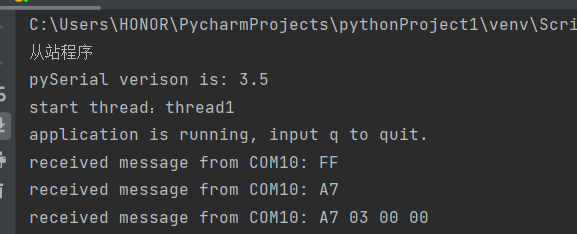 C:\Users\HONOR\PycharmProjects\pythonProject1\venv\Scri
从站程序
pySerial verison is: 3.5
start thread：thread1
application is running, input q to quit.
received message from COM10: FF
received message from COM10: A7
received message from COM10: A7 03 00 00